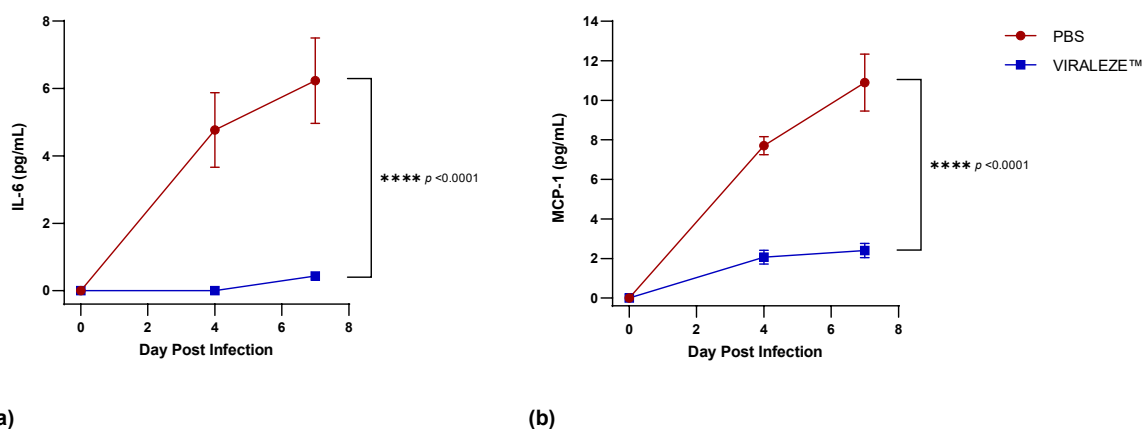 8
6
4
2
0
IL-6 (pg/mL)
0 2 4 6 8
Day Post Infection
**** p <0.0001
14
12
10
8
6
4
2
0
MCP-1 (pg/mL)
0 2 4 6 8
Day Post Infection
**** p <0.0001
PBS
VIRALEZE™
a)
(b)